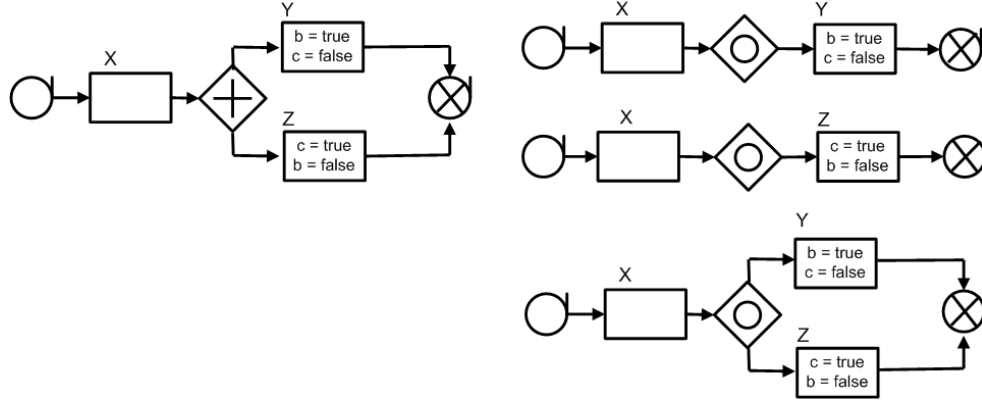 X
Y
b = true
c = false
Z
c = true
b = false
X
Y
b = true
c = false
X
Z
c = true
b = false
X
Y
b = true
c = false
Z
c = true
b = false